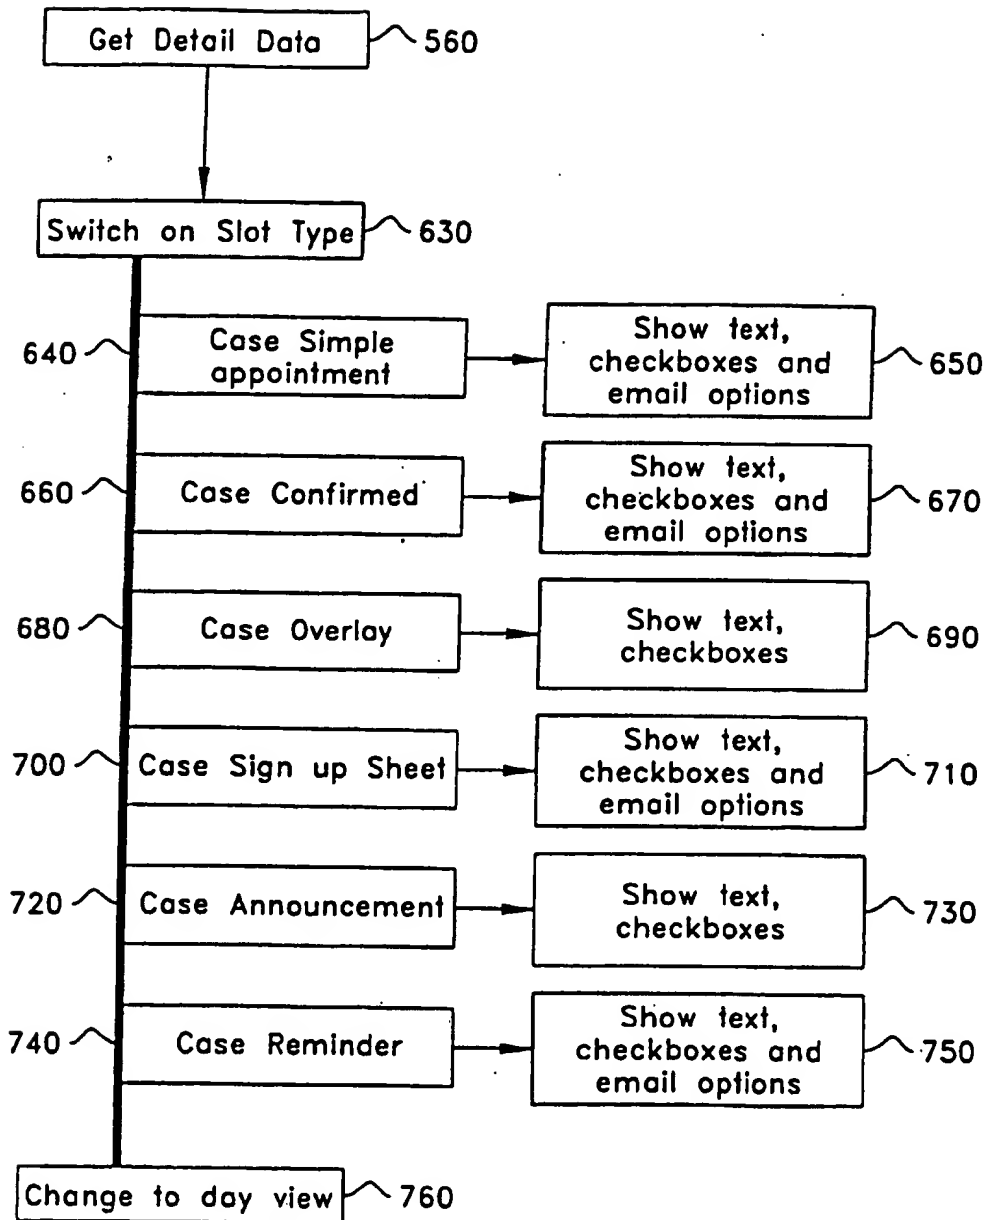 Get Detail Data
560
Switch on Slot Type
630
640
Case Simple
appointment
Show text,
checkboxes and
email options
650
660
Case Confirmed
Show text,
checkboxes and
email options
670
680
Case Overlay
Show text,
checkboxes
690
700
Case Sign up Sheet
Show text,
checkboxes and
email options
710
720
Case Announcement
Show text,
checkboxes
730
740
Case Reminder
Show text,
checkboxes and
email options
750
Change to day view
760